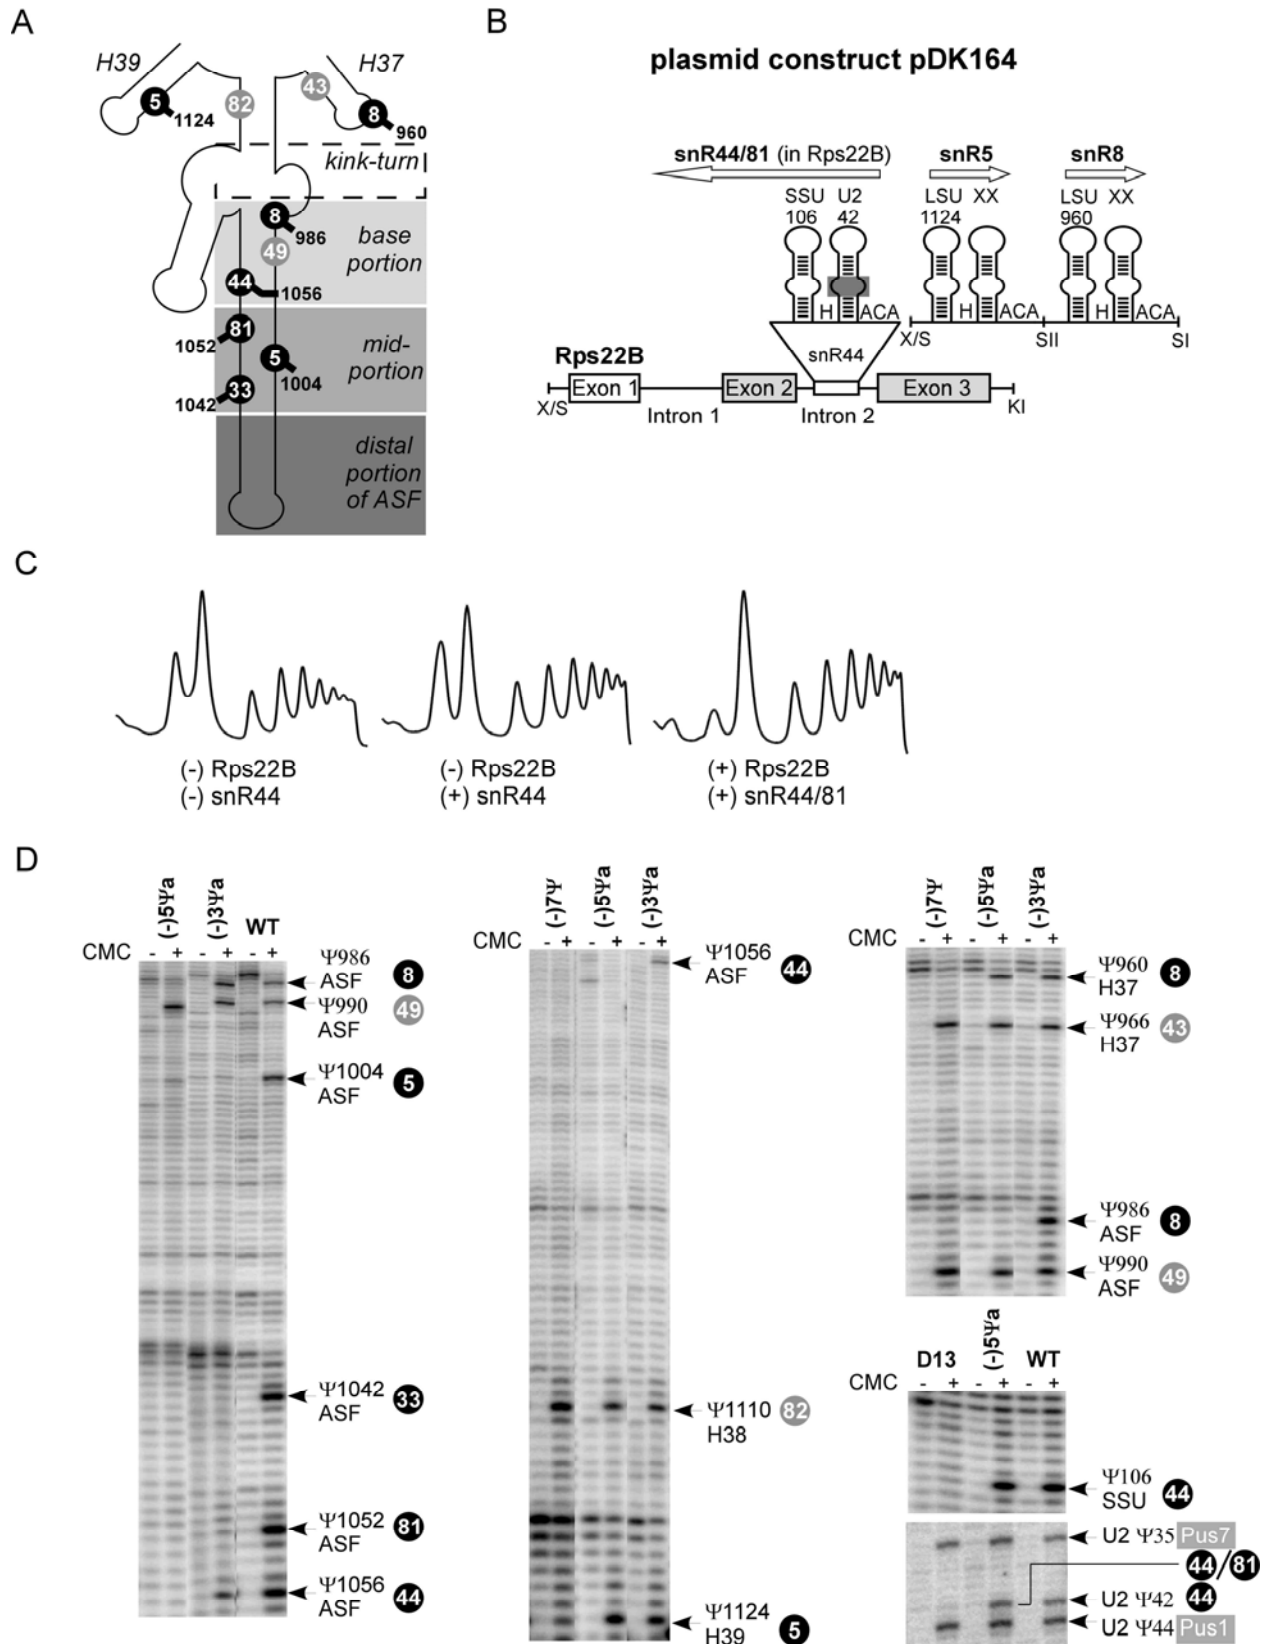 A
H39
H37
5
1124
82
43
8
960
kink-turn
8
986
base
portion
49
44
1056
81
1052
mid-
portion
5
1004
33
1042
distal
portion
of ASF
B
plasmid construct pDK164
snR44/81 (in Rps22B)
snR5
snR8
SSU U2
106 42
LSU XX
1124
LSU XX
960
H ACA
H ACA
H ACA
snR44
X/S
SII
SI
Rps22B
Exon 1
Exon 2
Exon 3
X/S
Intron 1
Intron 2
KI
C
(-) Rps22B
(-) snR44
(-) Rps22B
(+) snR44
(+) Rps22B
(+) snR44/81
D
(-)5Ψa
(-)3Ψa
WT
CMC - + - + - +
Ψ986
ASF
8
Ψ990
ASF
49
Ψ1004
ASF
5
Ψ1042
ASF
33
Ψ1052
ASF
81
Ψ1056
ASF
44
(-)7Ψ
(-)5Ψa
(-)3Ψa
CMC - + - + - +
Ψ1056
ASF
44
Ψ1110
H38
82
Ψ1124
H39
5
(-)7Ψ
(-)5Ψa
(-)3Ψa
CMC - + - + - +
Ψ960
H37
8
Ψ966
H37
43
Ψ986
ASF
8
Ψ990
ASF
49
D13
(-)5Ψa
WT
CMC - + - + - +
Ψ106
SSU
44
U2 Ψ35 Pus7
44/81
U2 Ψ42 44
U2 Ψ44 Pus1